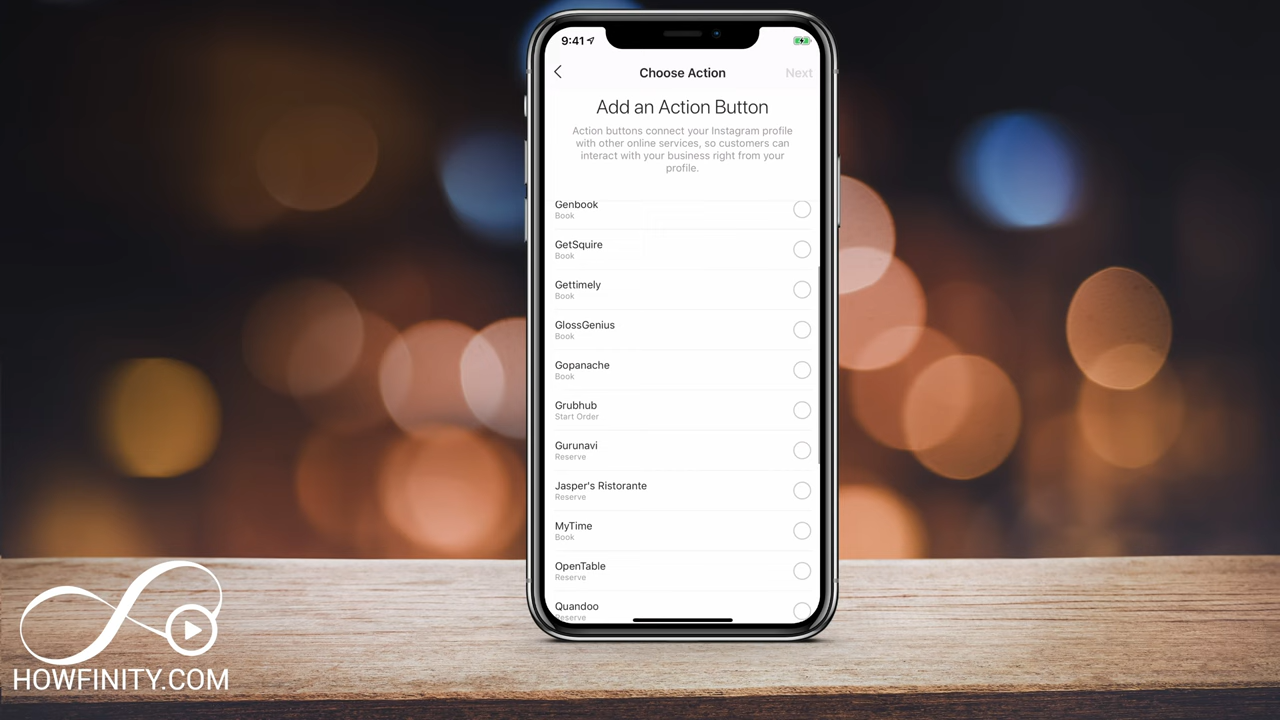 9:41
Choose Action
Next
Add an Action Button
Action buttons connect your Instagram profile
with other online services, so customers can
interact with your business right from your
profile.
Genbook
Book
GetSquire
Book
Gettimely
Book
GlossGenius
Book
Gopanache
Book
Grubhub
Start Order
Gurunavi
Reserve
Jasper's Ristorante
Reserve
MyTime
Book
OpenTable
Reserve
Quandoo
Reserve
HOWFINITY.COM